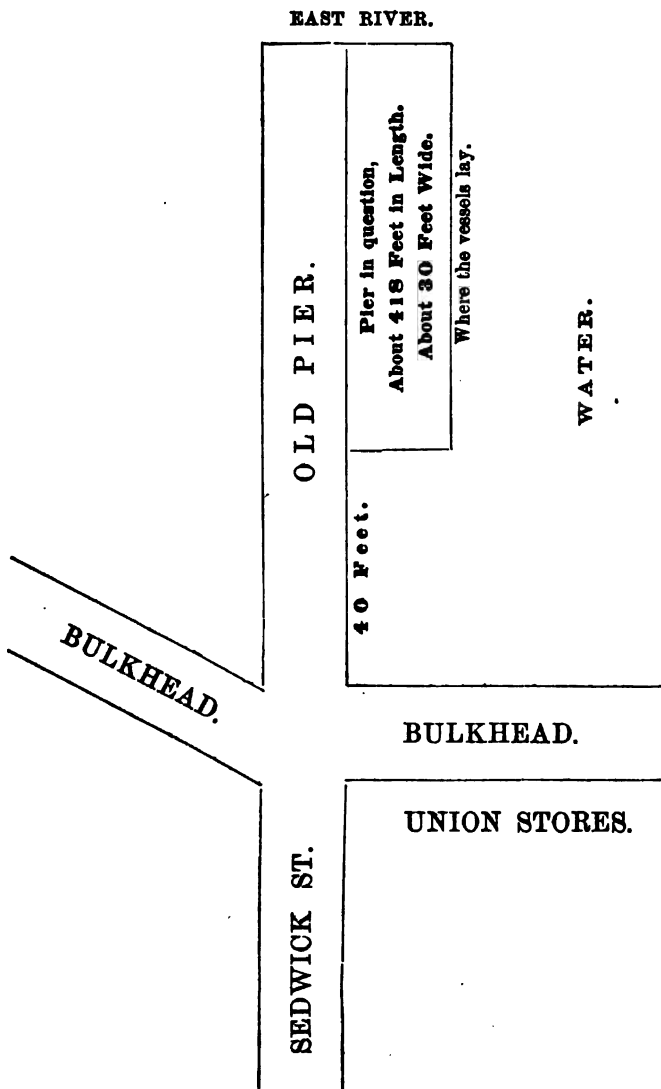 EAST RIVER.
OLD PIER.
Pier in question,
About 418 Feet in Length.
About 30 Feet Wide.
Where the vessels lay.
WATER.
40 Feet.
BULKHEAD.
BULKHEAD.
UNION STORES.
SEDWICK ST.